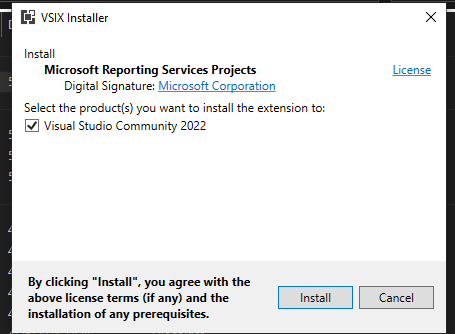 VSIX Installer
Install
Microsoft Reporting Services Projects
License
Digital Signature: Microsoft Corporation
Select the product(s) you want to install the extension to:
Visual Studio Community 2022
By clicking "Install", you agree with the
above license terms (if any) and the
installation of any prerequisites.
Install
Cancel